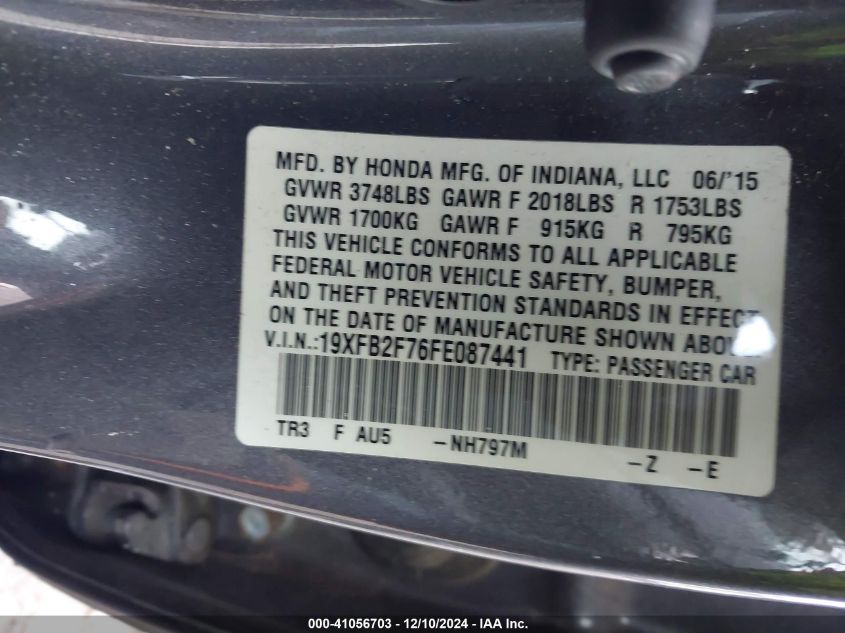 MFD. BY HONDA MFG. OF INDIANA, LLC 06/'15
GVWR 3748LBS GAWR F 2018LBS R 1753LBS
GVWR 1700KG GAWR F 915KG R 795KG
THIS VEHICLE CONFORMS TO ALL APPLICABLE
FEDERAL MOTOR VEHICLE SAFETY, BUMPER,
AND THEFT PREVENTION STANDARDS IN EFFECT
ON THE DATE OF MANUFACTURE SHOWN ABOVE.
V.I.N.:19XFB2F76FE087441 TYPE: PASSENGER CAR
TR3 F AU5 -NH797M -Z -E
000-41056703 - 12/10/2024 - IAA Inc.